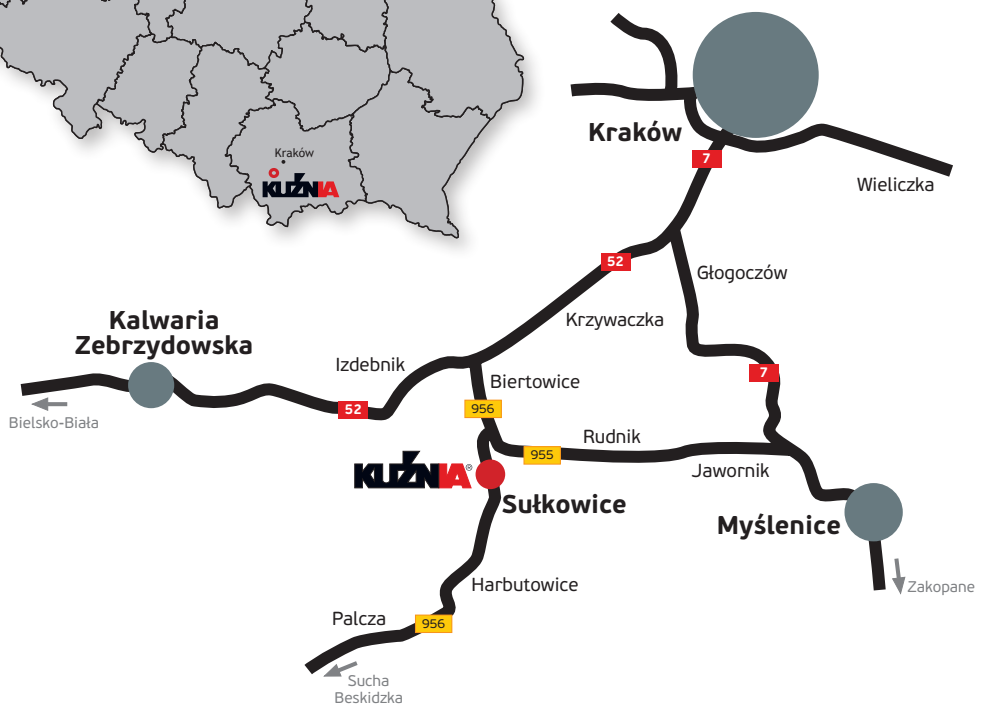 Kraków
KUŹNIA
Kraków
7
Wieliczka
52
Głogoczów
Krzywaczka
Kalwaria
Zebrzydowska
Izdebnik
Biertowice
7
52
956
Bielsko-Biała
Rudnik
955
Jawornik
KUŹNIA®
Sułkowice
Myślenice
Harbutowice
Zakopane
Palcza
956
Sucha
Beskidzka